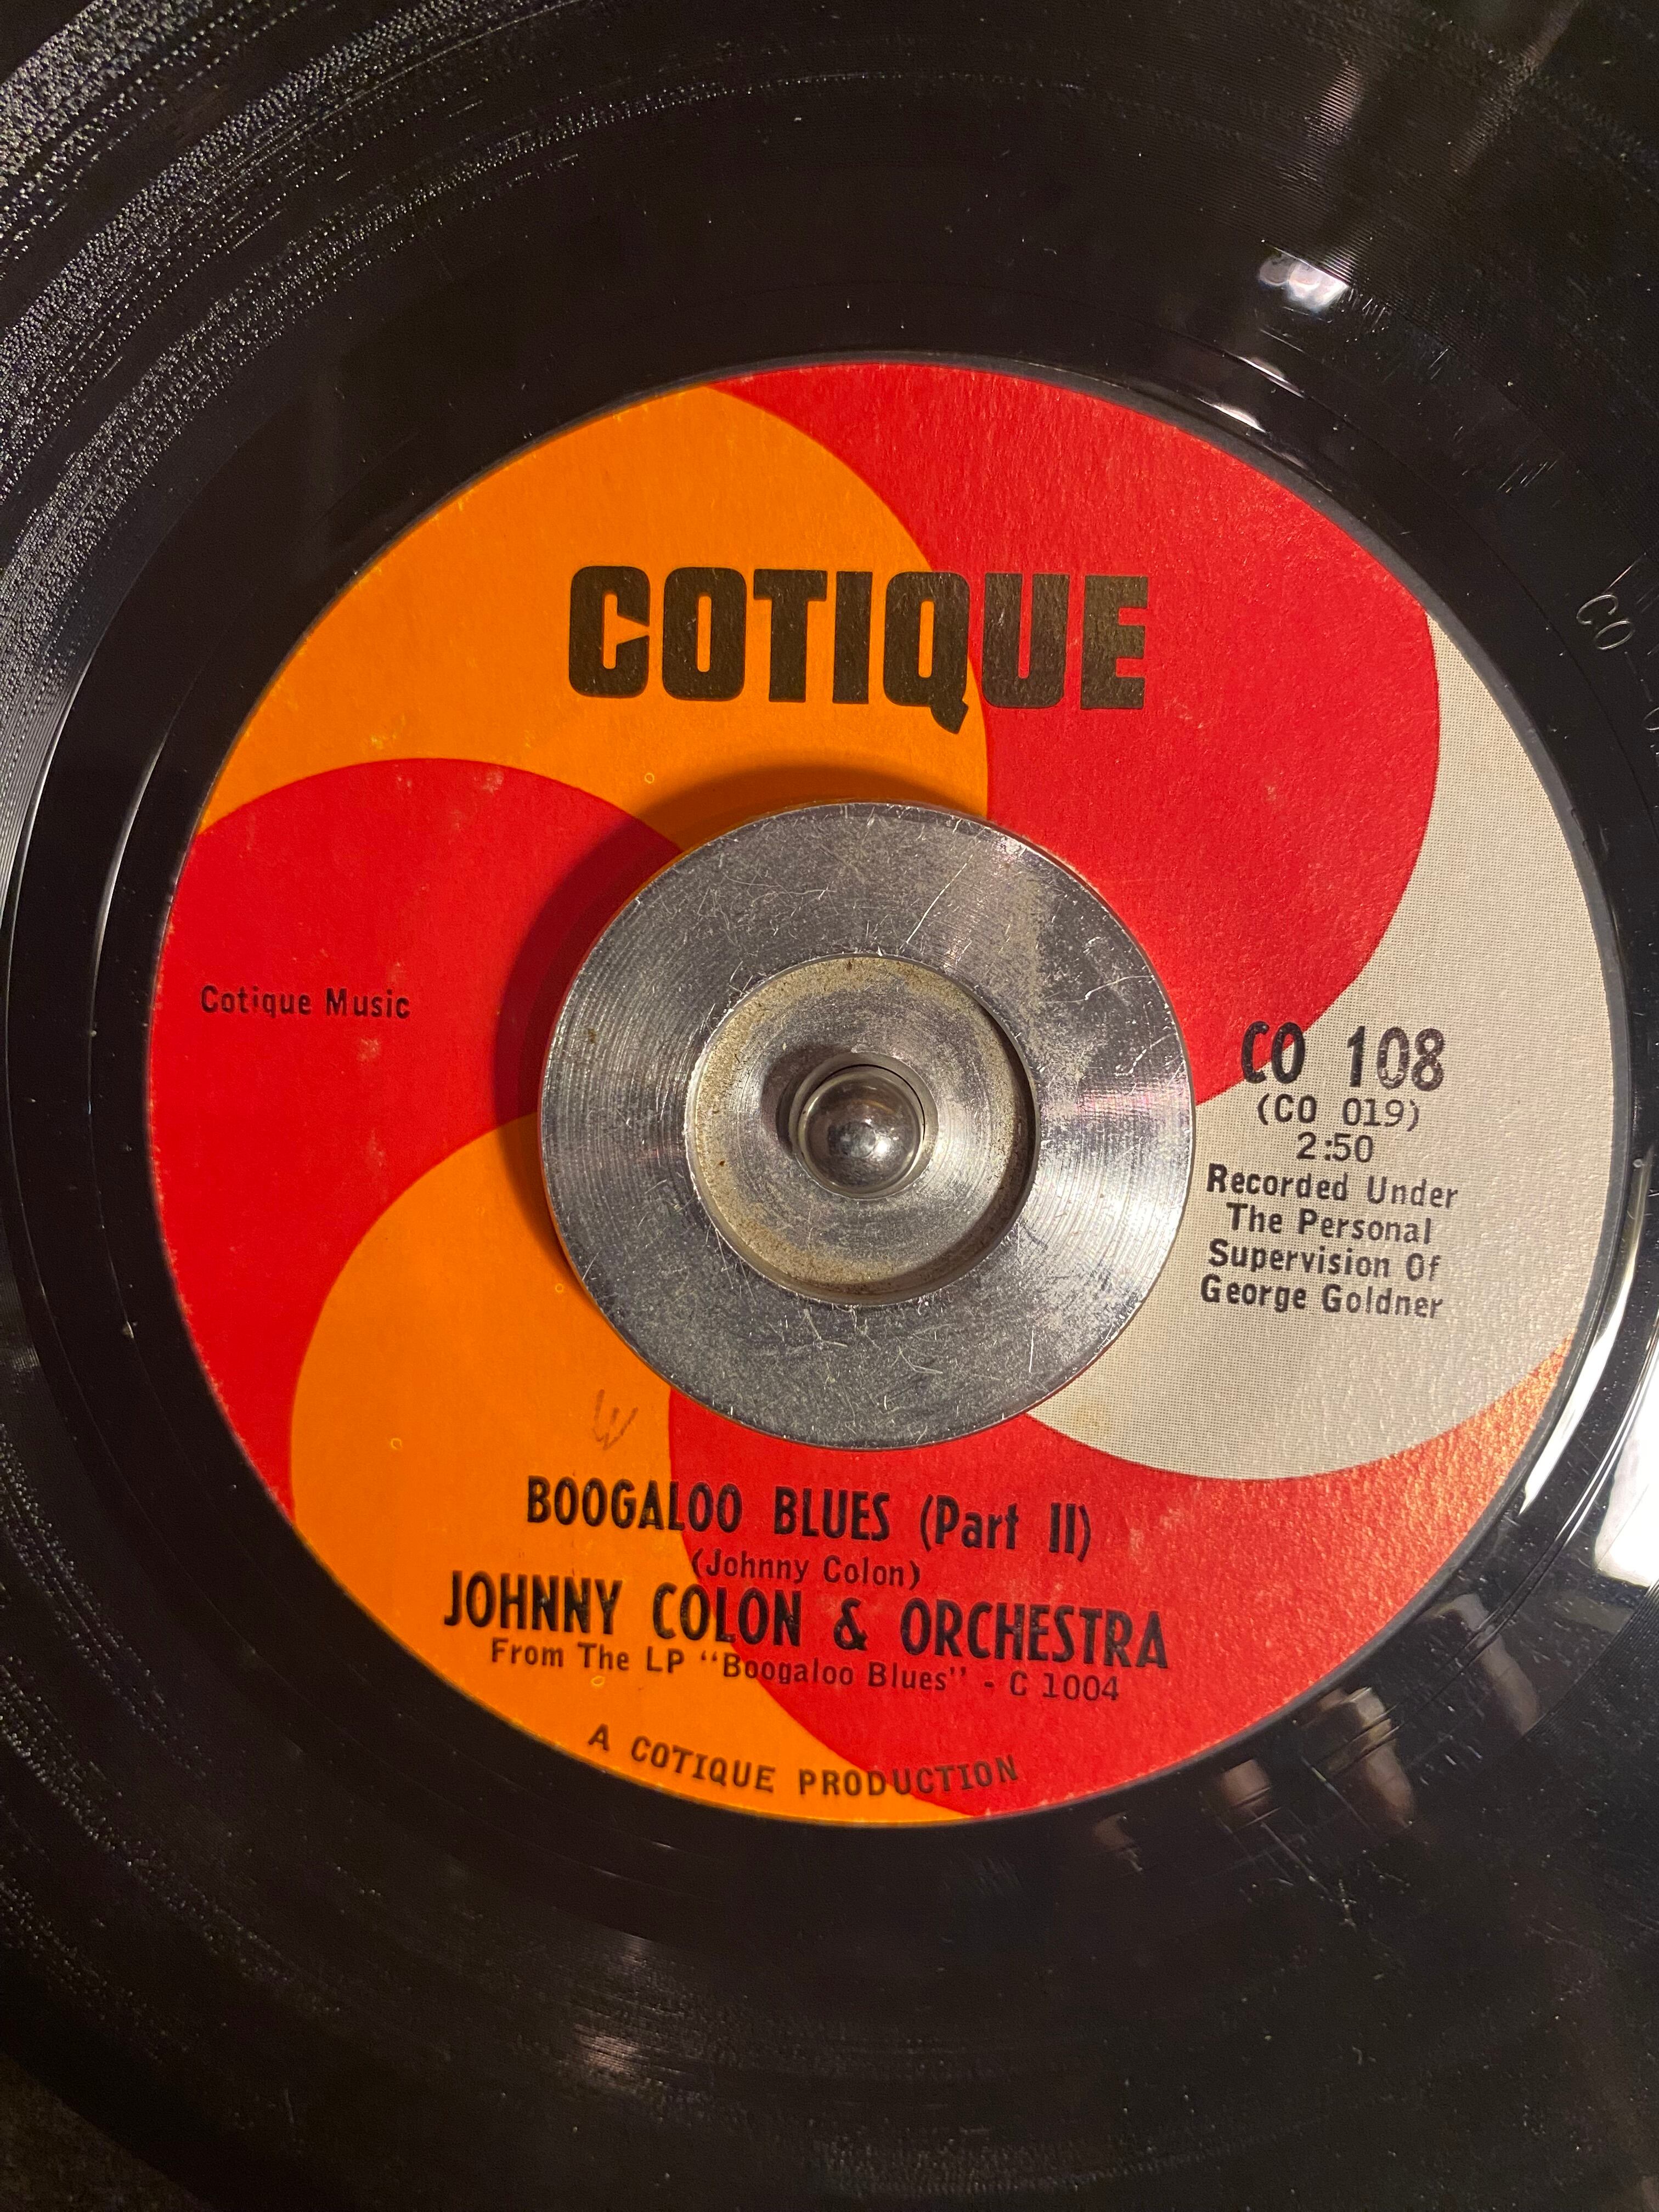 COTIQUE
Cotique Music
CO 108
(CO 019)
2:50
Recorded Under
The Personal
Supervision Of
George Goldner
BOOGALOO BLUES (Part II)
(Johnny Colon)
JOHNNY COLON & ORCHESTRA
From The LP "Boogaloo Blues" - C 1004
A COTIQUE PRODUCTION
CO